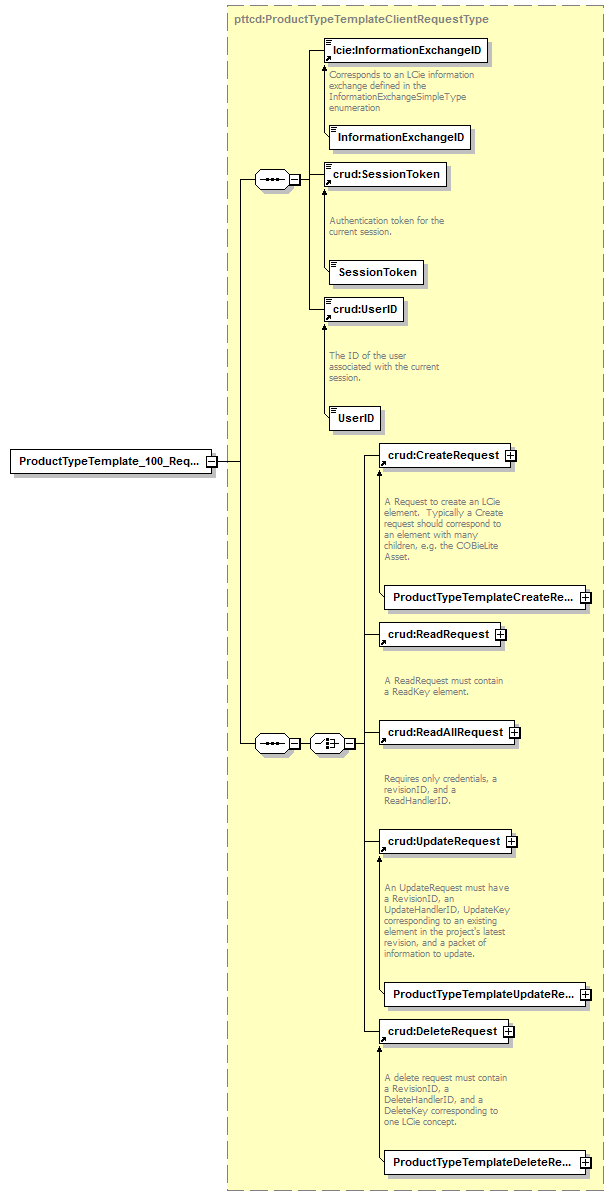 pttcd:ProductTypeTemplateClientRequestType
lcie:InformationExchangeID
Corresponds to an LCie information
exchange defined in the
InformationExchangeSimpleType
enumeration
InformationExchangeID
crud:SessionToken
Authentication token for the
current session.
SessionToken
crud:UserID
The ID of the user
associated with the current
session.
UserID
ProductTypeTemplate_100_Req...
crud:CreateRequest
A Request to create an LCie
element.  Typically a Create
request should correspond to
an element with many
children, e.g. the COBieLite
Asset.
ProductTypeTemplateCreateRe...
crud:ReadRequest
A ReadRequest must contain
a ReadKey element.
crud:ReadAllRequest
Requires only credentials, a
revisionID, and a
ReadHandlerID.
crud:UpdateRequest
An UpdateRequest must have
a RevisionID, an
UpdateHandlerID, UpdateKey
corresponding to an existing
element in the project's latest
revision, and a packet of
information to update.
ProductTypeTemplateUpdateRe...
crud:DeleteRequest
A delete request must contain
a RevisionID, a
DeleteHandlerID, and a
DeleteKey corresponding to
one LCie concept.
ProductTypeTemplateDeleteRe...